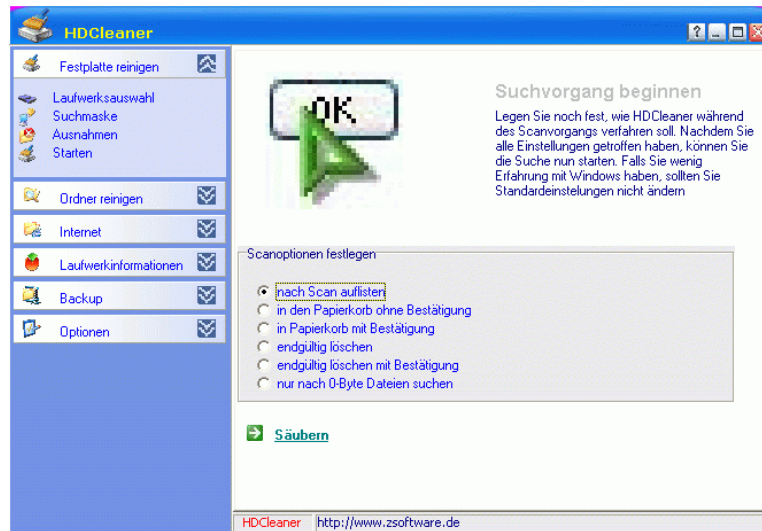 HDCleaner
Festplatte reinigen
Laufwerksauswahl
Suchmaske
Ausnahmen
Starten
Ordner reinigen
Internet
Laufwerkinformationen
Backup
Optionen
OK
Suchvorgang beginnen
Legen Sie noch fest, wie HDCleaner während
des Scanvorgangs verfahren soll. Nachdem Sie
alle Einstellungen getroffen haben, können Sie
die Suche nun starten. Falls Sie wenig
Erfahrung mit Windows haben, sollten Sie
Standardeinstelungen nicht ändern
Scanoptionen festlegen
nach Scan auflisten
in den Papierkorb ohne Bestätigung
in Papierkorb mit Bestätigung
endgültig löschen
endgültig löschen mit Bestätigung
nur nach 0-Byte Dateien suchen
Säubern
HDCleaner http://www.zsoftware.de